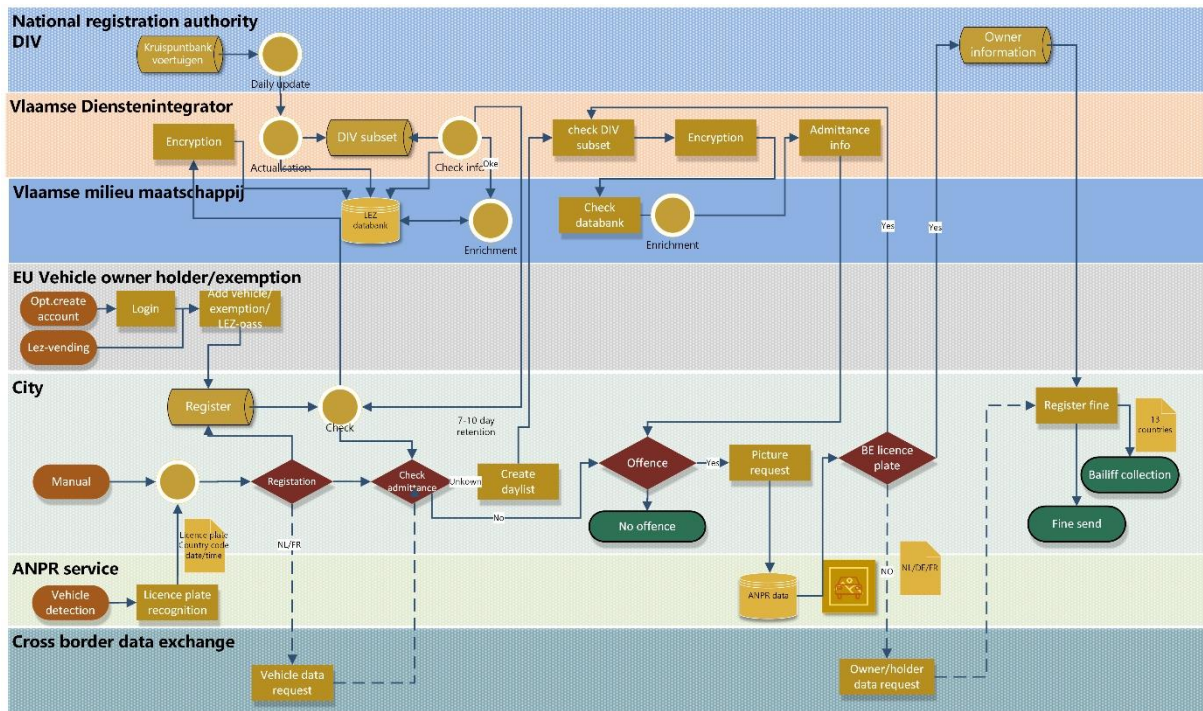 National registration authority
DIV
Kruispuntbank
voertuigen
Daily update
Owner
information
Vlaamse Dienstenintegrator
Encryption
Actualisation
DIV subset
Check info
Oke
check DIV
subset
Encryption
Admittance
info
Vlaamse milieu maatschappij
LEZ
databank
Enrichment
Check
databank
Enrichment
Yes
Yes
EU Vehicle owner holder/exemption
Opt.create
account
Login
Add vehicle/
exemption/
LEZ-pass
Lez-vending
City
Register
Check
7-10 day
retention
Manual
Registation
Check
admittance
Unkown
Create
daylist
No
Offence
Yes
Picture
request
BE licence
plate
Register fine
13
countries
Bailiff collection
No offence
Fine send
Licence plate
Country code
date/time
NL/FR
NO
NL/DE/FR
ANPR service
Vehicle
detection
Licence plate
recognition
ANPR data
Cross border data exchange
Vehicle data
request
Owner/holder
data request